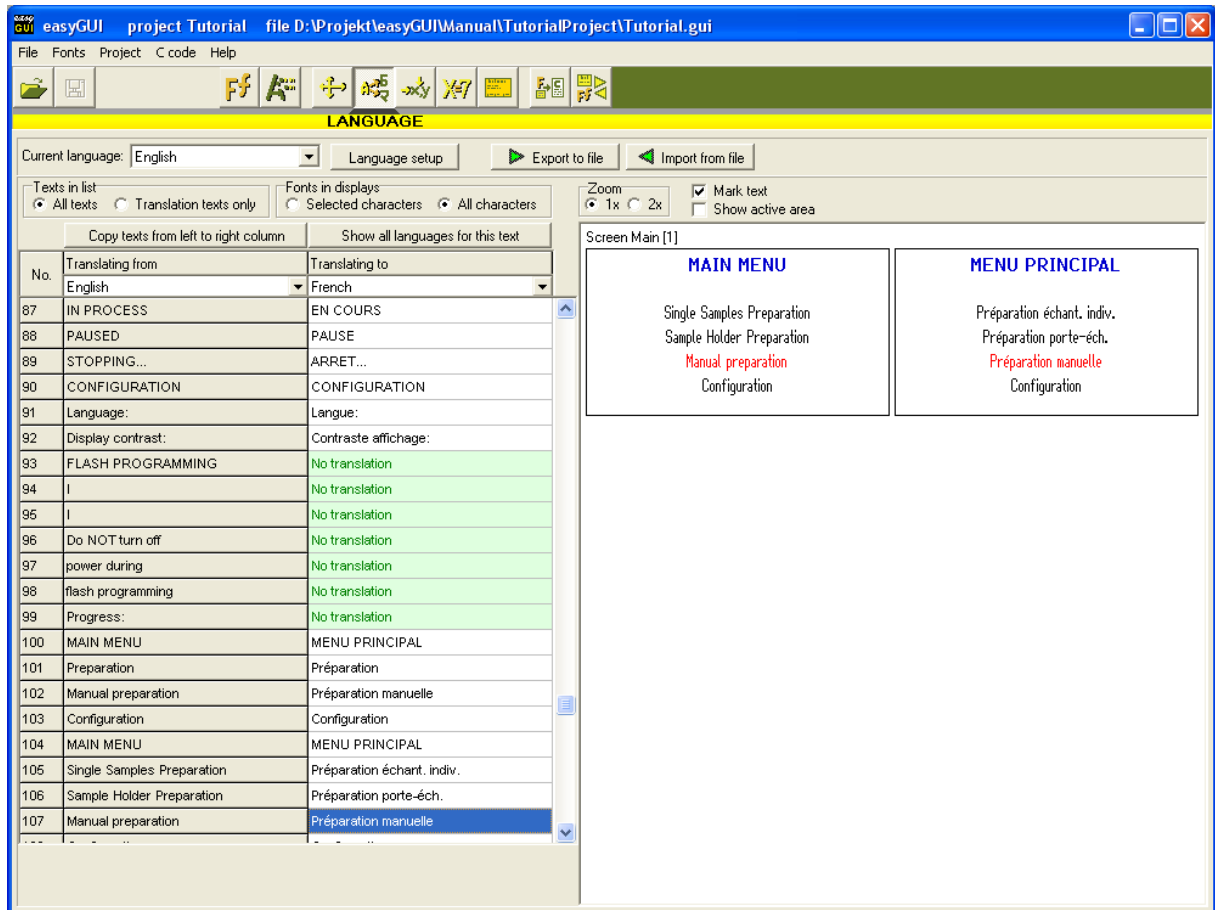 easy GUI easyGUI project Tutorial file D:\Projekt\easyGUI\Manual\TutorialProject\Tutorial.gui
File Fonts Project C code Help
LANGUAGE
Current language: English Language setup Export to file Import from file
Texts in list Fonts in displays Zoom Mark text
All texts Translation texts only Selected characters All characters 1x 2x Show active area
Copy texts from left to right column Show all languages for this text
No. Translating from Translating to
English French
87 IN PROCESS EN COURS
88 PAUSED PAUSE
89 STOPPING... ARRET...
90 CONFIGURATION CONFIGURATION
91 Language: Langue:
92 Display contrast: Contraste affichage:
93 FLASH PROGRAMMING No translation
94 I No translation
95 I No translation
96 Do NOT turn off No translation
97 power during No translation
98 flash programming No translation
99 Progress: No translation
100 MAIN MENU MENU PRINCIPAL
101 Preparation Préparation
102 Manual preparation Préparation manuelle
103 Configuration Configuration
104 MAIN MENU MENU PRINCIPAL
105 Single Samples Preparation Préparation échant. indiv.
106 Sample Holder Preparation Préparation porte-éch.
107 Manual preparation Préparation manuelle
Screen Main [1]
MAIN MENU MENU PRINCIPAL
Single Samples Preparation Préparation échant. indiv.
Sample Holder Preparation Préparation porte-éch.
Manual preparation Préparation manuelle
Configuration Configuration